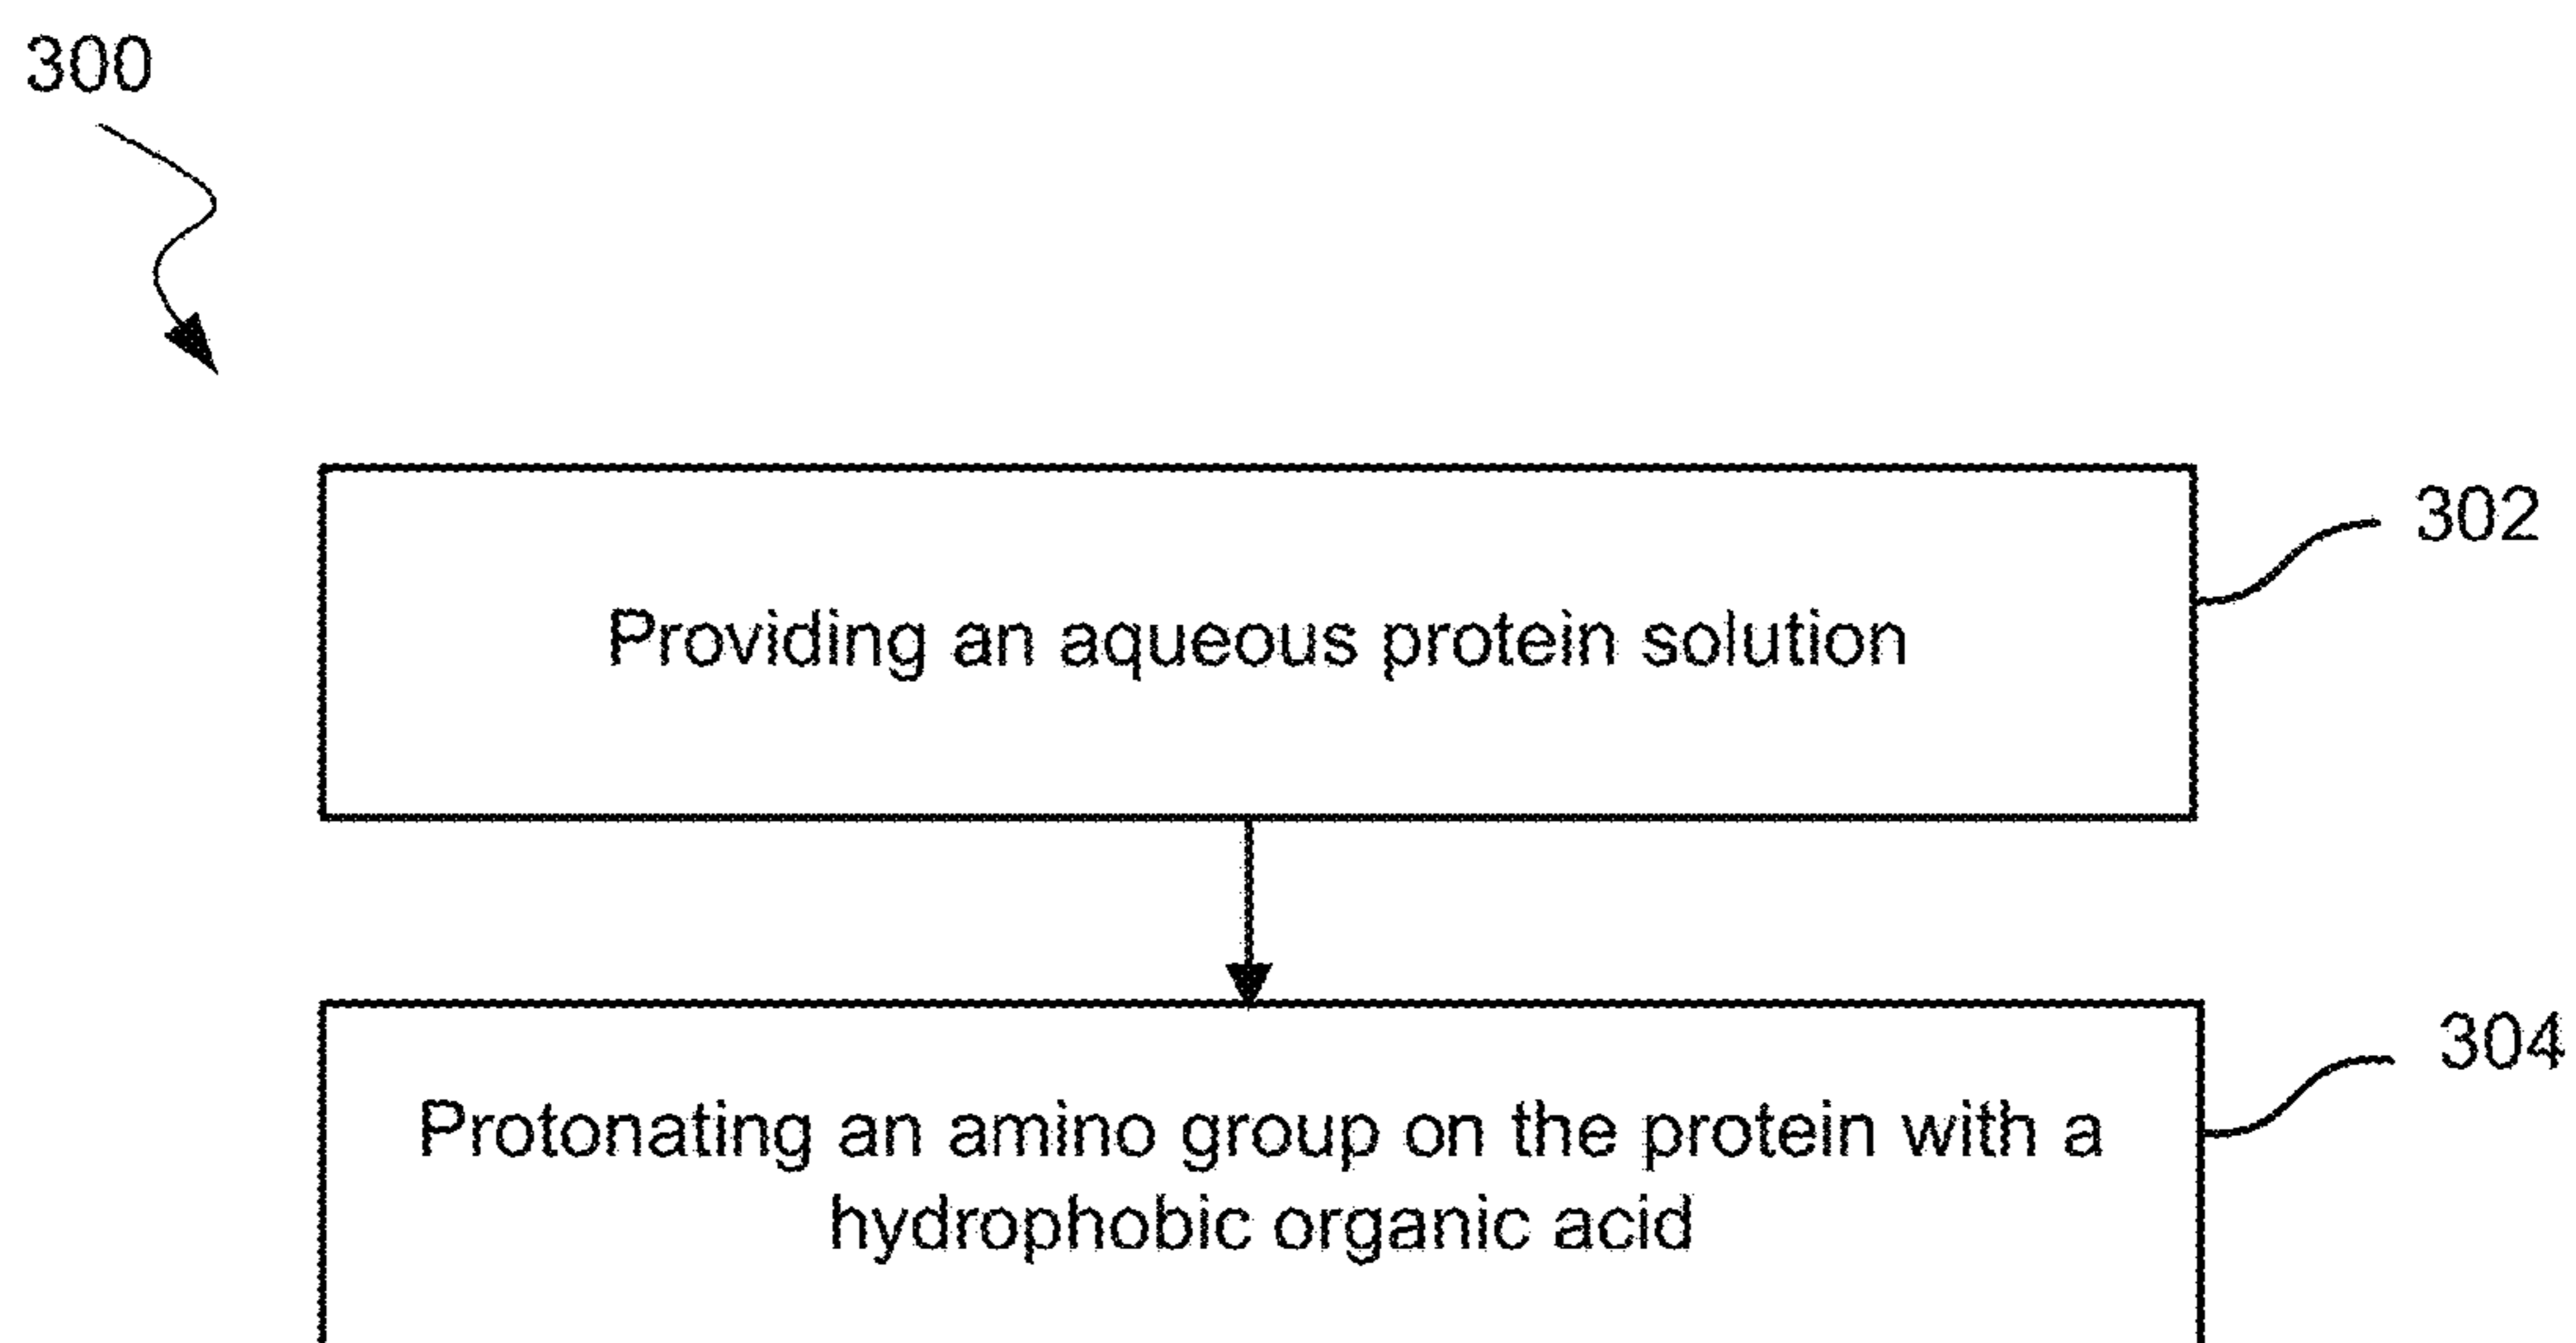 300
302
Providing an aqueous protein solution
304
Protonating an amino group on the protein with a
hydrophobic organic acid